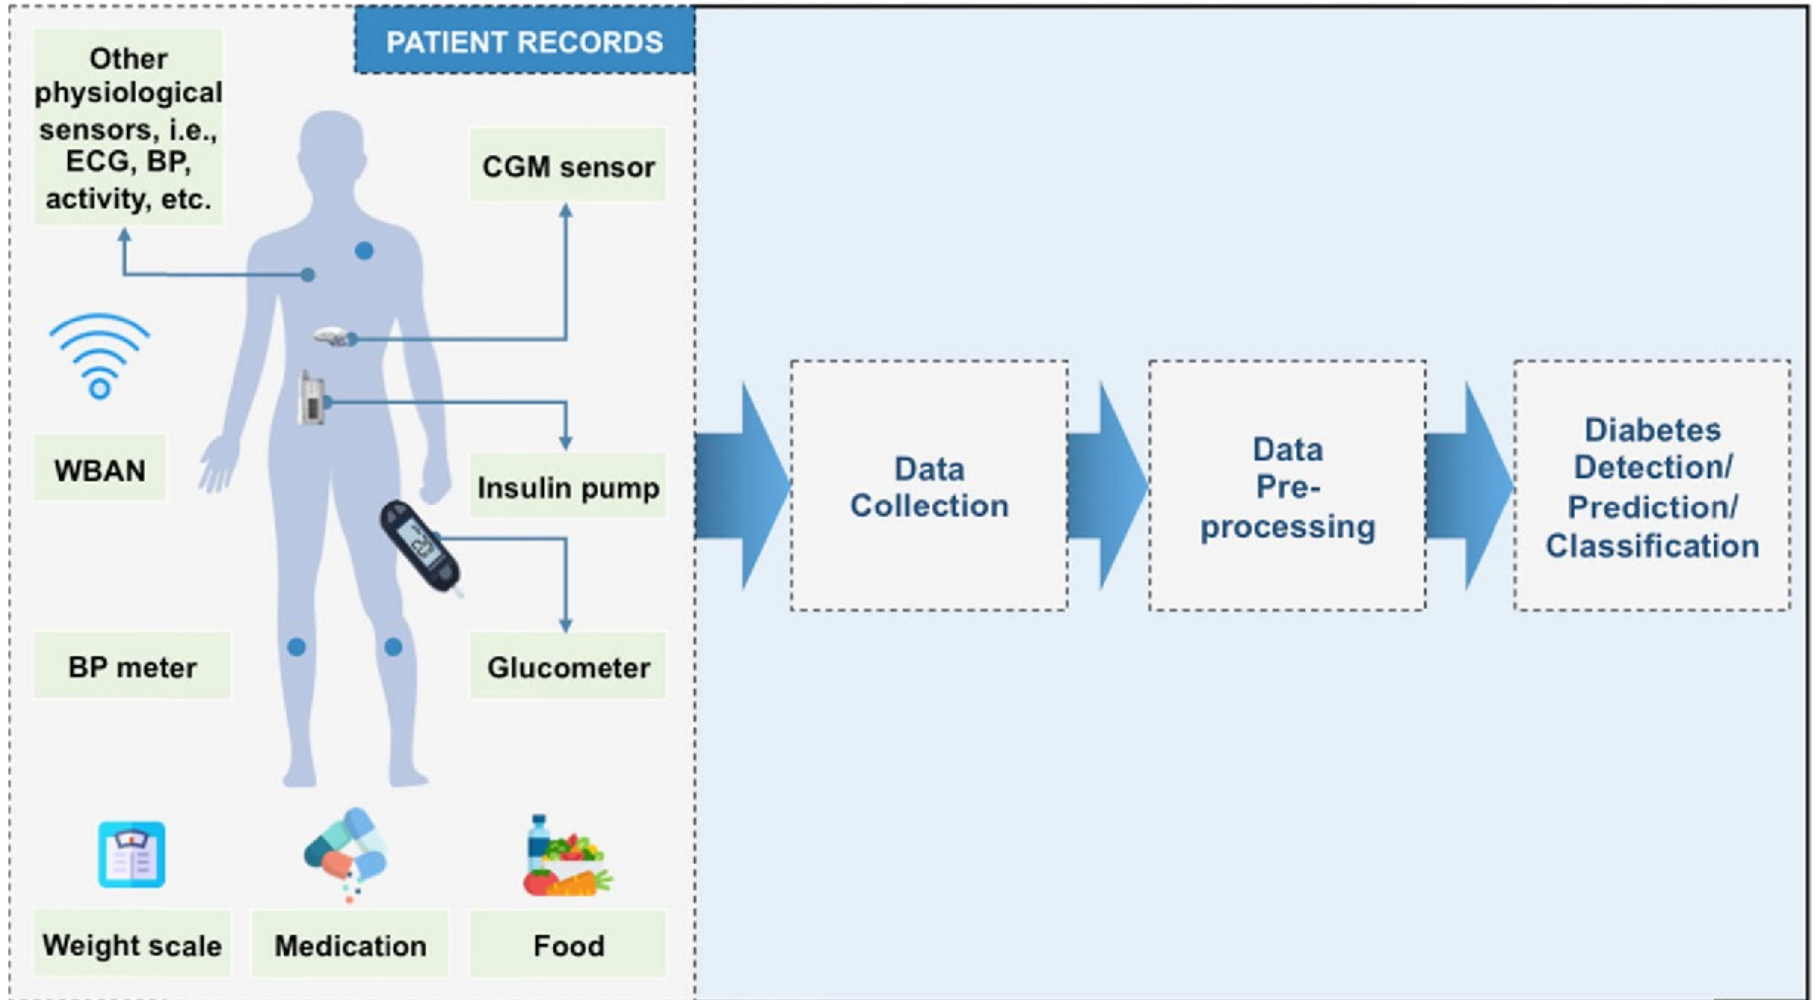 PATIENT RECORDS
Other
physiological
sensors, i.e.,
ECG, BP,
activity, etc.
CGM sensor
WBAN
Insulin pump
BP meter
Glucometer
Weight scale
Medication
Food
Data
Collection
Data
Pre-
processing
Diabetes
Detection/
Prediction/
Classification